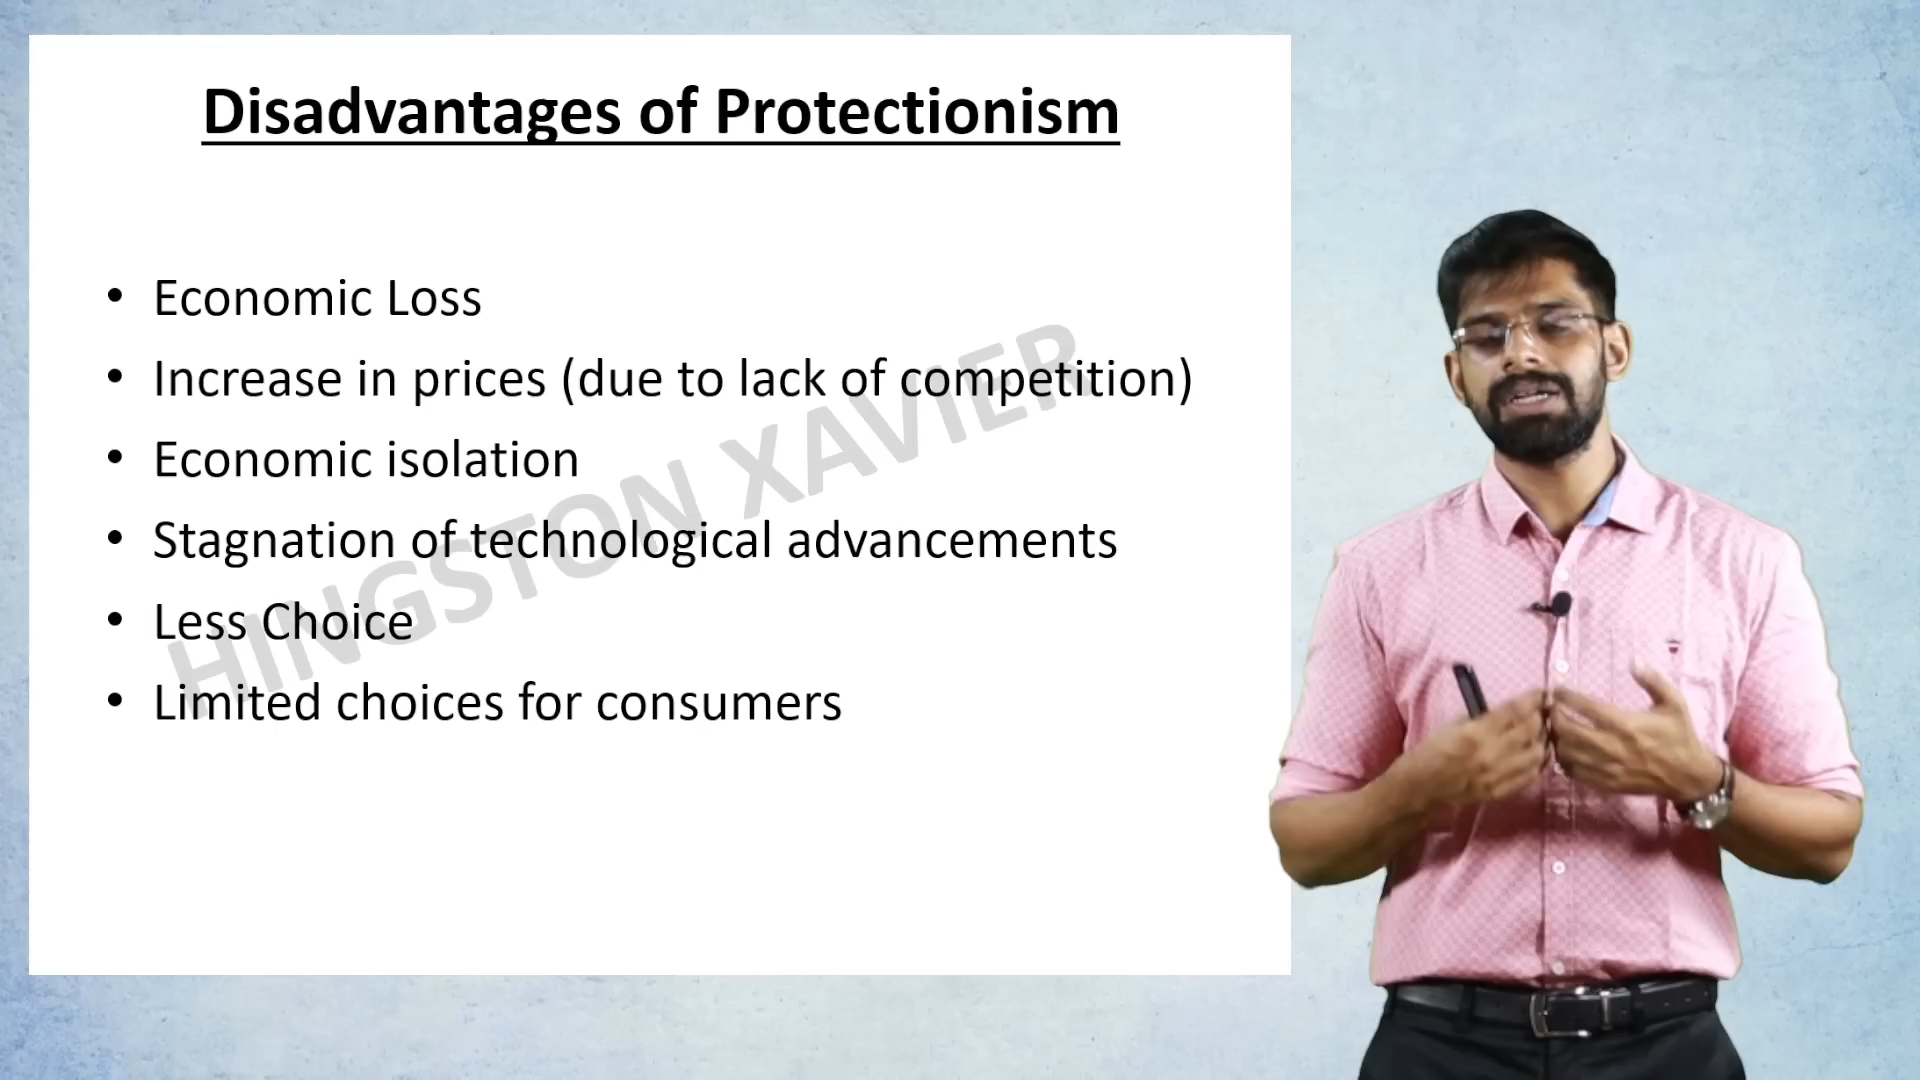 Disadvantages of Protectionism
• Economic Loss
• Increase in prices (due to lack of competition)
• Economic isolation
• Stagnation of technological advancements
• Less Choice
• Limited choices for consumers
HINGSTON XAVIER